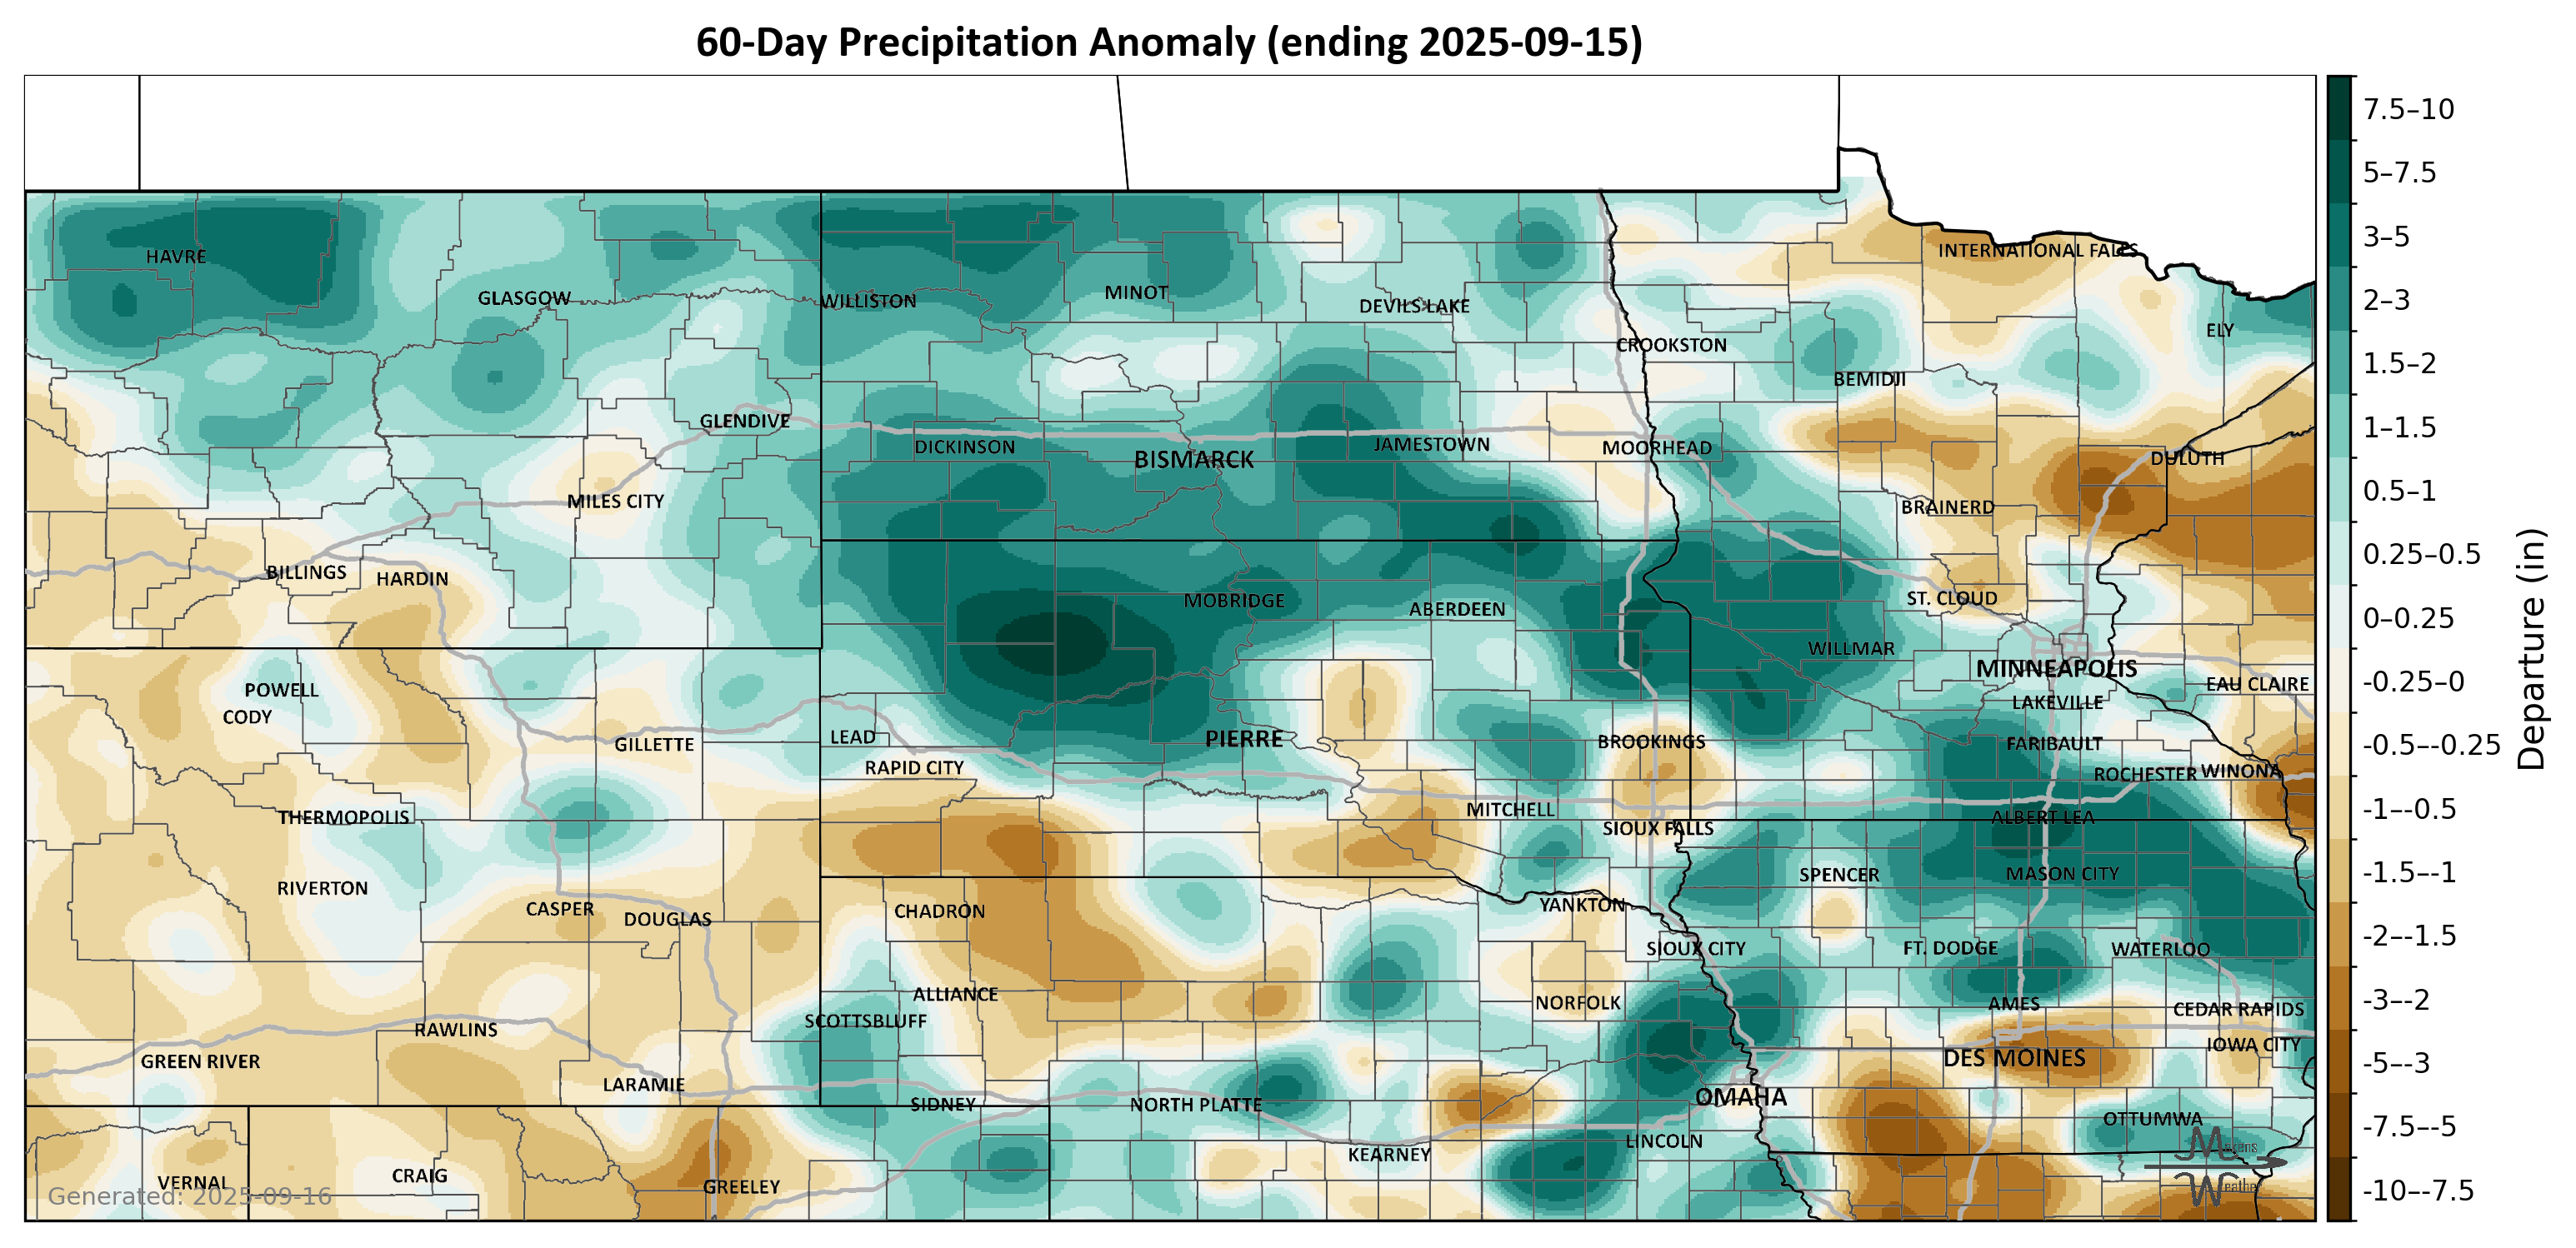 60-Day Precipitation Anomaly (ending 2025-09-15)
HAVRE
GLASGOW
WILLISTON
MINOT
DEVILS LAKE
INTERNATIONAL FALLS
ELY
CROOKSTON
BEMIDJI
GLENDIVE
DICKINSON
BISMARCK
JAMESTOWN
MOORHEAD
DULUTH
MILES CITY
BRAINERD
BILLINGS
HARDIN
MOBRIDGE
ABERDEEN
ST. CLOUD
WILLMAR
MINNEAPOLIS
POWELL
CODY
EAU CLAIRE
LAKEVILLE
GILLETTE
LEAD
PIERRE
BROOKINGS
FARIBAULT
RAPID CITY
ROCHESTER
WINONA
THERMOPOLIS
MITCHELL
SIOUX FALLS
ALBERT LEA
RIVERTON
SPENCER
MASON CITY
CASPER
DOUGLAS
CHADRON
YANKTON
SIOUX CITY
FT. DODGE
WATERLOO
ALLIANCE
NORFOLK
AMES
CEDAR RAPIDS
SCOTTSBLUFF
RAWLINS
IOWA CITY
GREEN RIVER
DES MOINES
LARAMIE
SIDNEY
NORTH PLATTE
OMAHA
OTTUMWA
LINCOLN
KEARNEY
VERNAL
CRAIG
GREELEY
Generated: 2025-09-16
Mavens
Weather
7.5–10
5–7.5
3–5
2–3
1.5–2
1–1.5
0.5–1
0.25–0.5
0–0.25
-0.25–0
-0.5–-0.25
-1–-0.5
-1.5–-1
-2–-1.5
-3–-2
-5–-3
-7.5–-5
-10–-7.5
Departure (in)